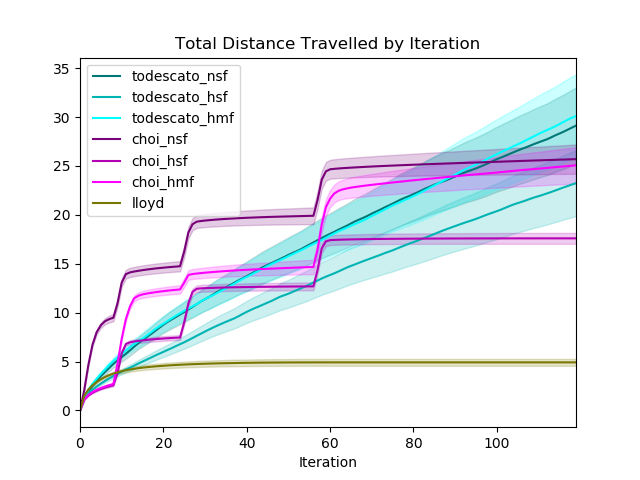 Total Distance Travelled by Iteration
35
30
25
20
15
10
5
0
todescato_nsf
todescato_hsf
todescato_hmf
choi_nsf
choi_hsf
choi_hmf
lloyd
0 20 40 60 80 100
Iteration